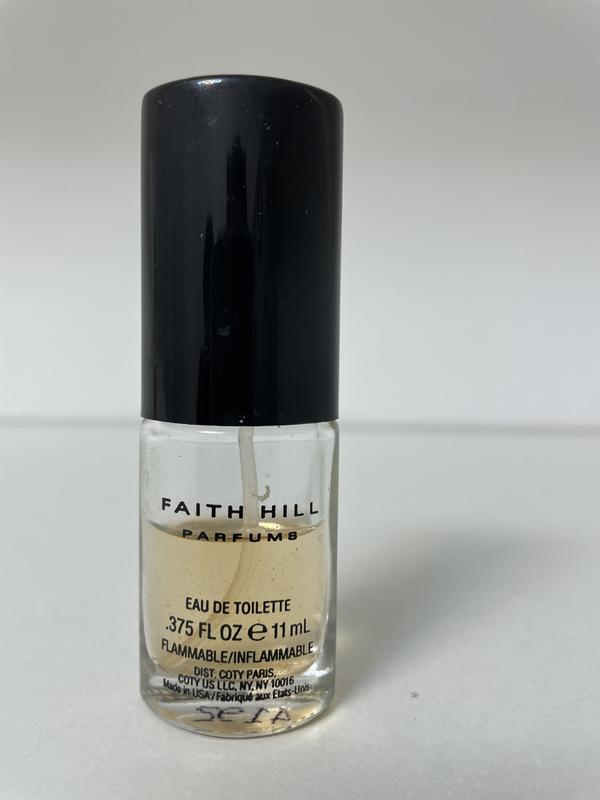 FAITH HILL
PARFUMS
EAU DE TOILETTE
.375 FL OZ ℮ 11 mL
FLAMMABLE/INFLAMMABLE
DIST. COTY PARIS,
COTY US LLC, NY, NY 10016
Made in USA/Fabriqué aux États-Unis